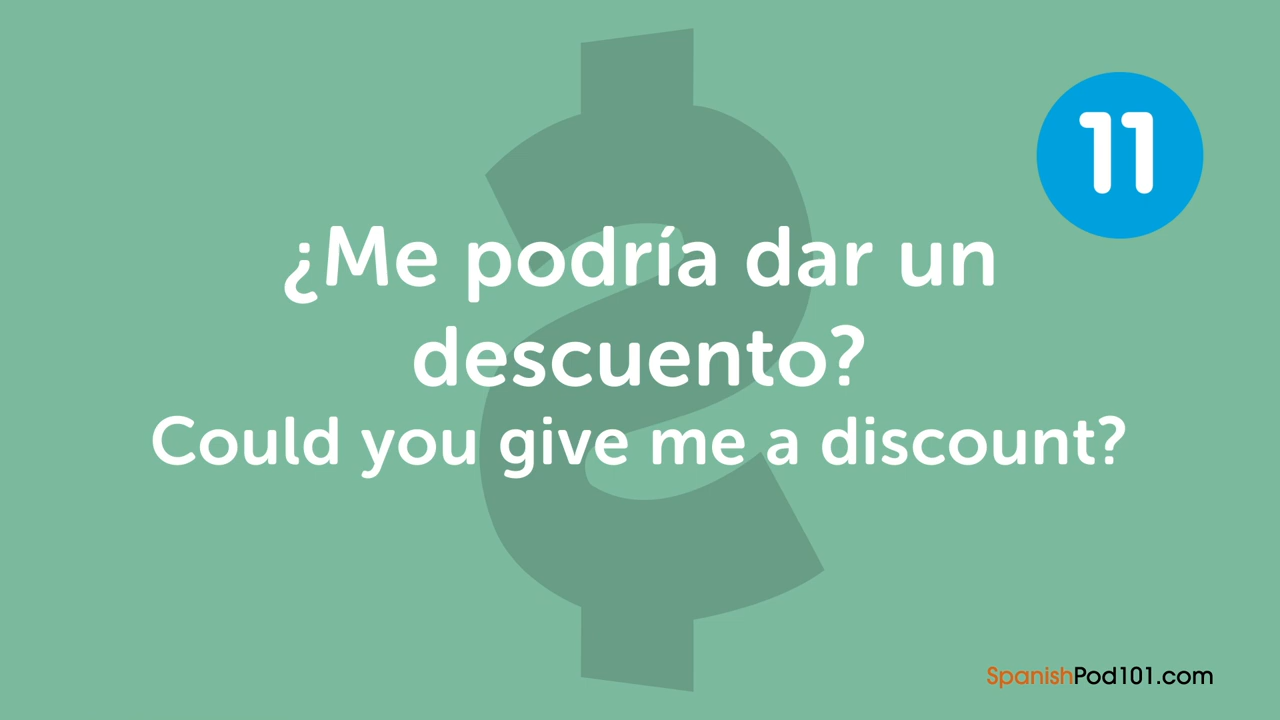 11
¿Me podría dar un
descuento?
Could you give me a discount?
SpanishPod101.com